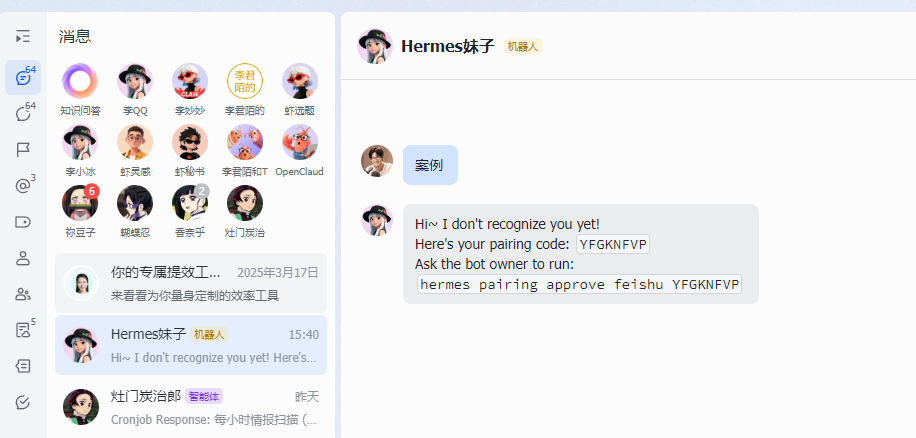 消息
Hermes妹子 机器人
64
知识问答
李QQ
CLAW
李妙妙
李君
陌的
李君陌的
虾选题
64
李小冰
虾灵感
虾秘书
李君陌和T
OpenClaud
3
6
祢豆子
蝴蝶忍
2
香奈乎
灶门炭治
案例
Hi~ I don't recognize you yet!
Here's your pairing code: YFGKNFVP
Ask the bot owner to run:
hermes pairing approve feishu YFGKNFVP
你的专属提效工... 2025年3月17日
来看看为你量身定制的效率工具
5
Hermes妹子 机器人 15:40
Hi~ I don't recognize you yet! Here's...
灶门炭治郎 智能体 昨天
Cronjob Response: 每小时情报扫描 (...